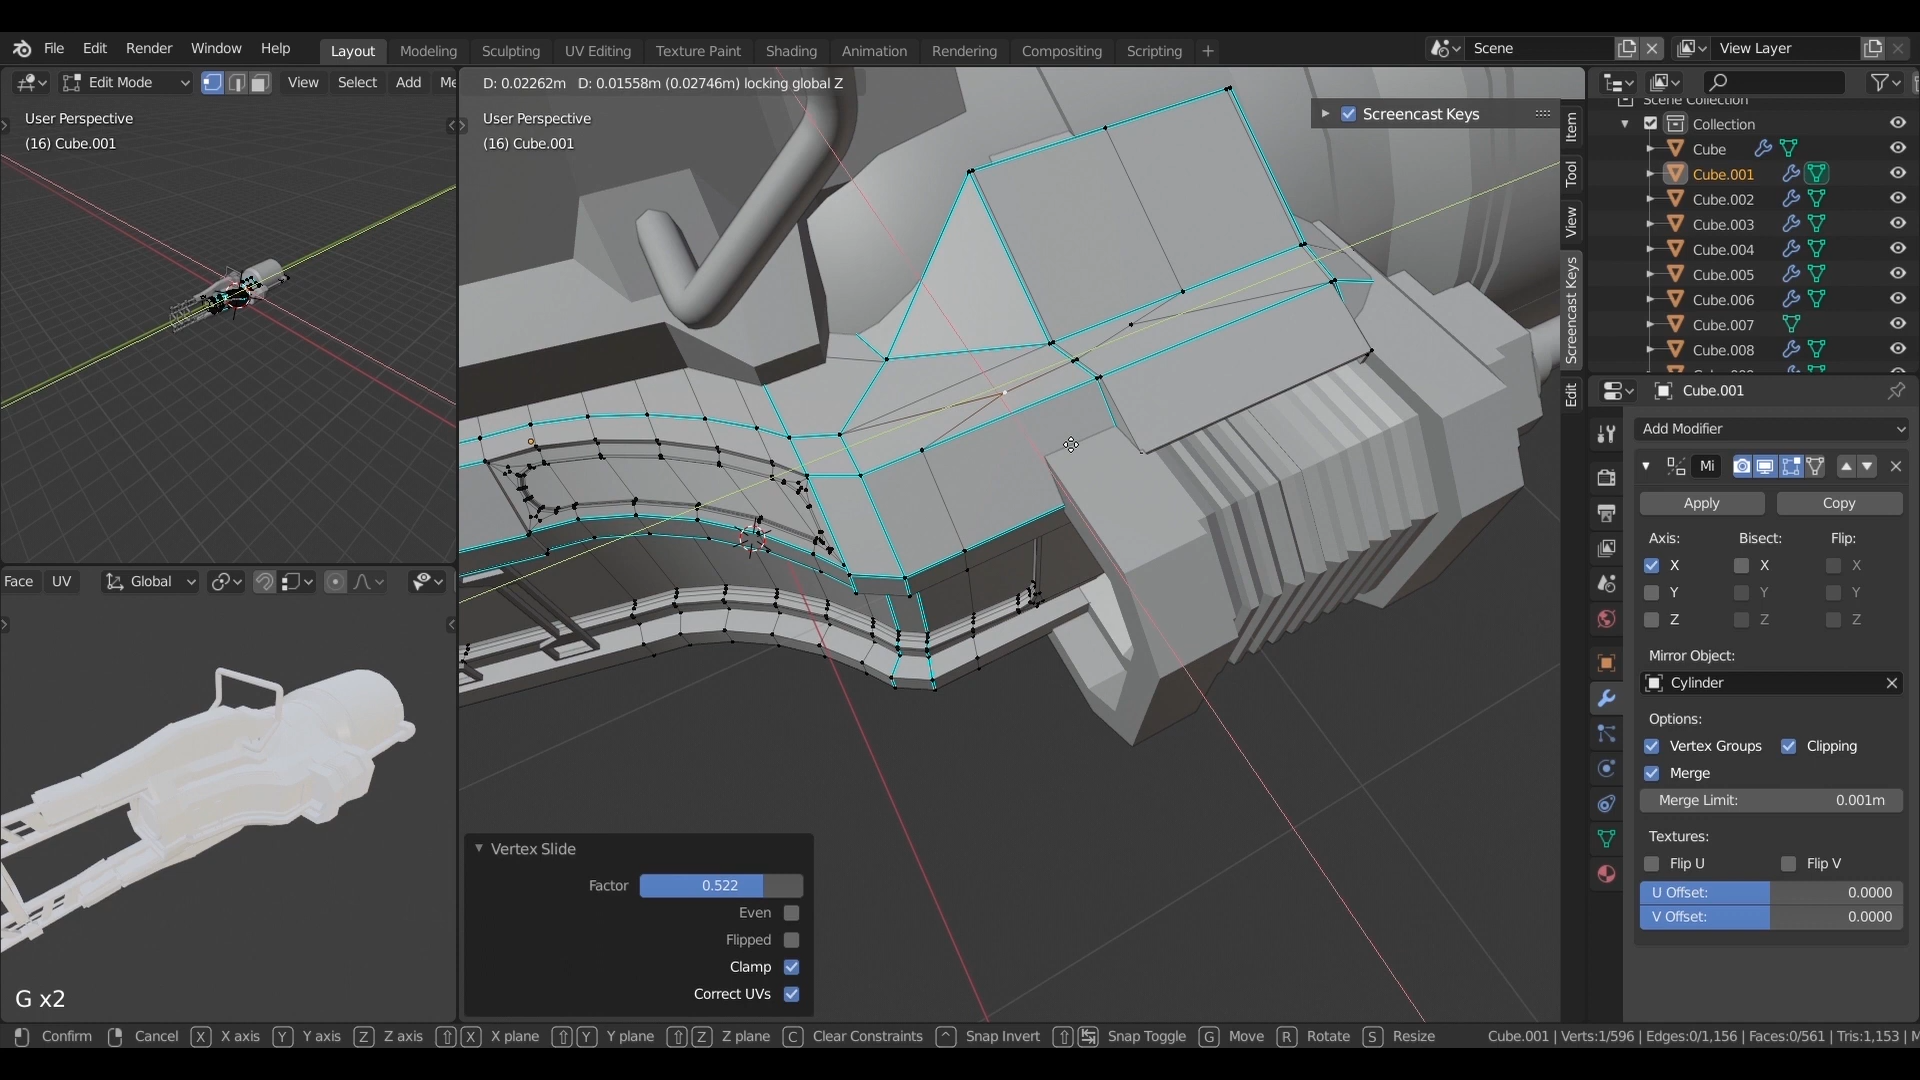 File Edit Render Window Help Layout Modeling Sculpting UV Editing Texture Paint Shading Animation Rendering Compositing Scripting + Scene View Layer
Edit Mode View Select Add Me
D: 0.02262m D: 0.01558m (0.02746m) locking global Z
User Perspective
(16) Cube.001
User Perspective
(16) Cube.001
Screencast Keys
Item
Tool
View
Screencast Keys
Edit
Scene Collection
Collection
Cube
Cube.001
Cube.002
Cube.003
Cube.004
Cube.005
Cube.006
Cube.007
Cube.008
Cube.001
Add Modifier
Mi
Apply Copy
Axis: Bisect: Flip:
X X X
Y Y Y
Z Z Z
Mirror Object:
Cylinder
Options:
Vertex Groups Clipping
Merge
Merge Limit: 0.001m
Textures:
Flip U Flip V
U Offset: 0.0000
V Offset: 0.0000
Face UV Global
G x2
Vertex Slide
Factor 0.522
Even
Flipped
Clamp
Correct UVs
Confirm Cancel X X axis Y Y axis Z Z axis X X plane Y Y plane Z Z plane C Clear Constraints ^ Snap Invert Snap Toggle G Move R Rotate S Resize Cube.001 | Verts:1/596 | Edges:0/1,156 | Faces:0/561 | Tris:1,153 | M